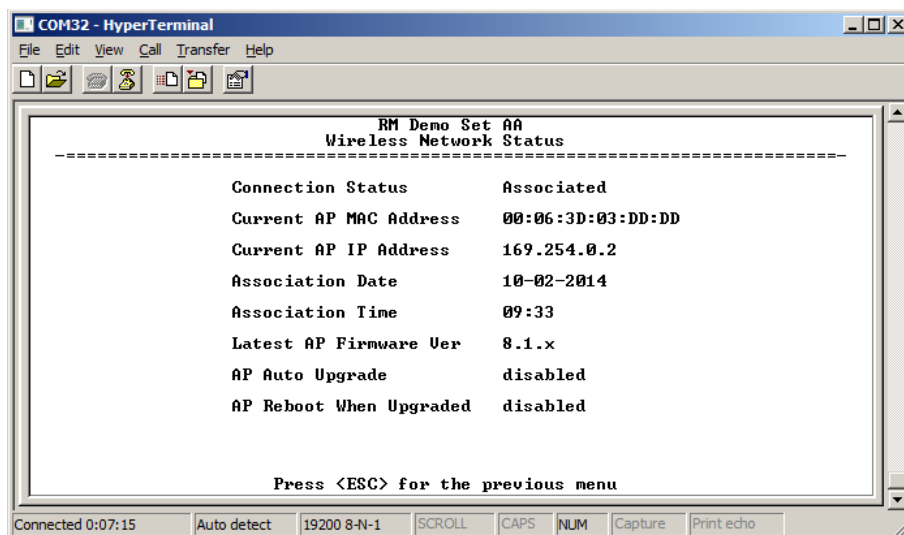 COM32 - HyperTerminal
File Edit View Call Transfer Help
RM Demo Set AA
Wireless Network Status
-==========================================================================-
Connection Status Associated
Current AP MAC Address 00:06:3D:03:DD:DD
Current AP IP Address 169.254.0.2
Association Date 10-02-2014
Association Time 09:33
Latest AP Firmware Ver 8.1.x
AP Auto Upgrade disabled
AP Reboot When Upgraded disabled
Press <ESC> for the previous menu
Connected 0:07:15 Auto detect 19200 8-N-1 SCROLL CAPS NUM Capture Print echo